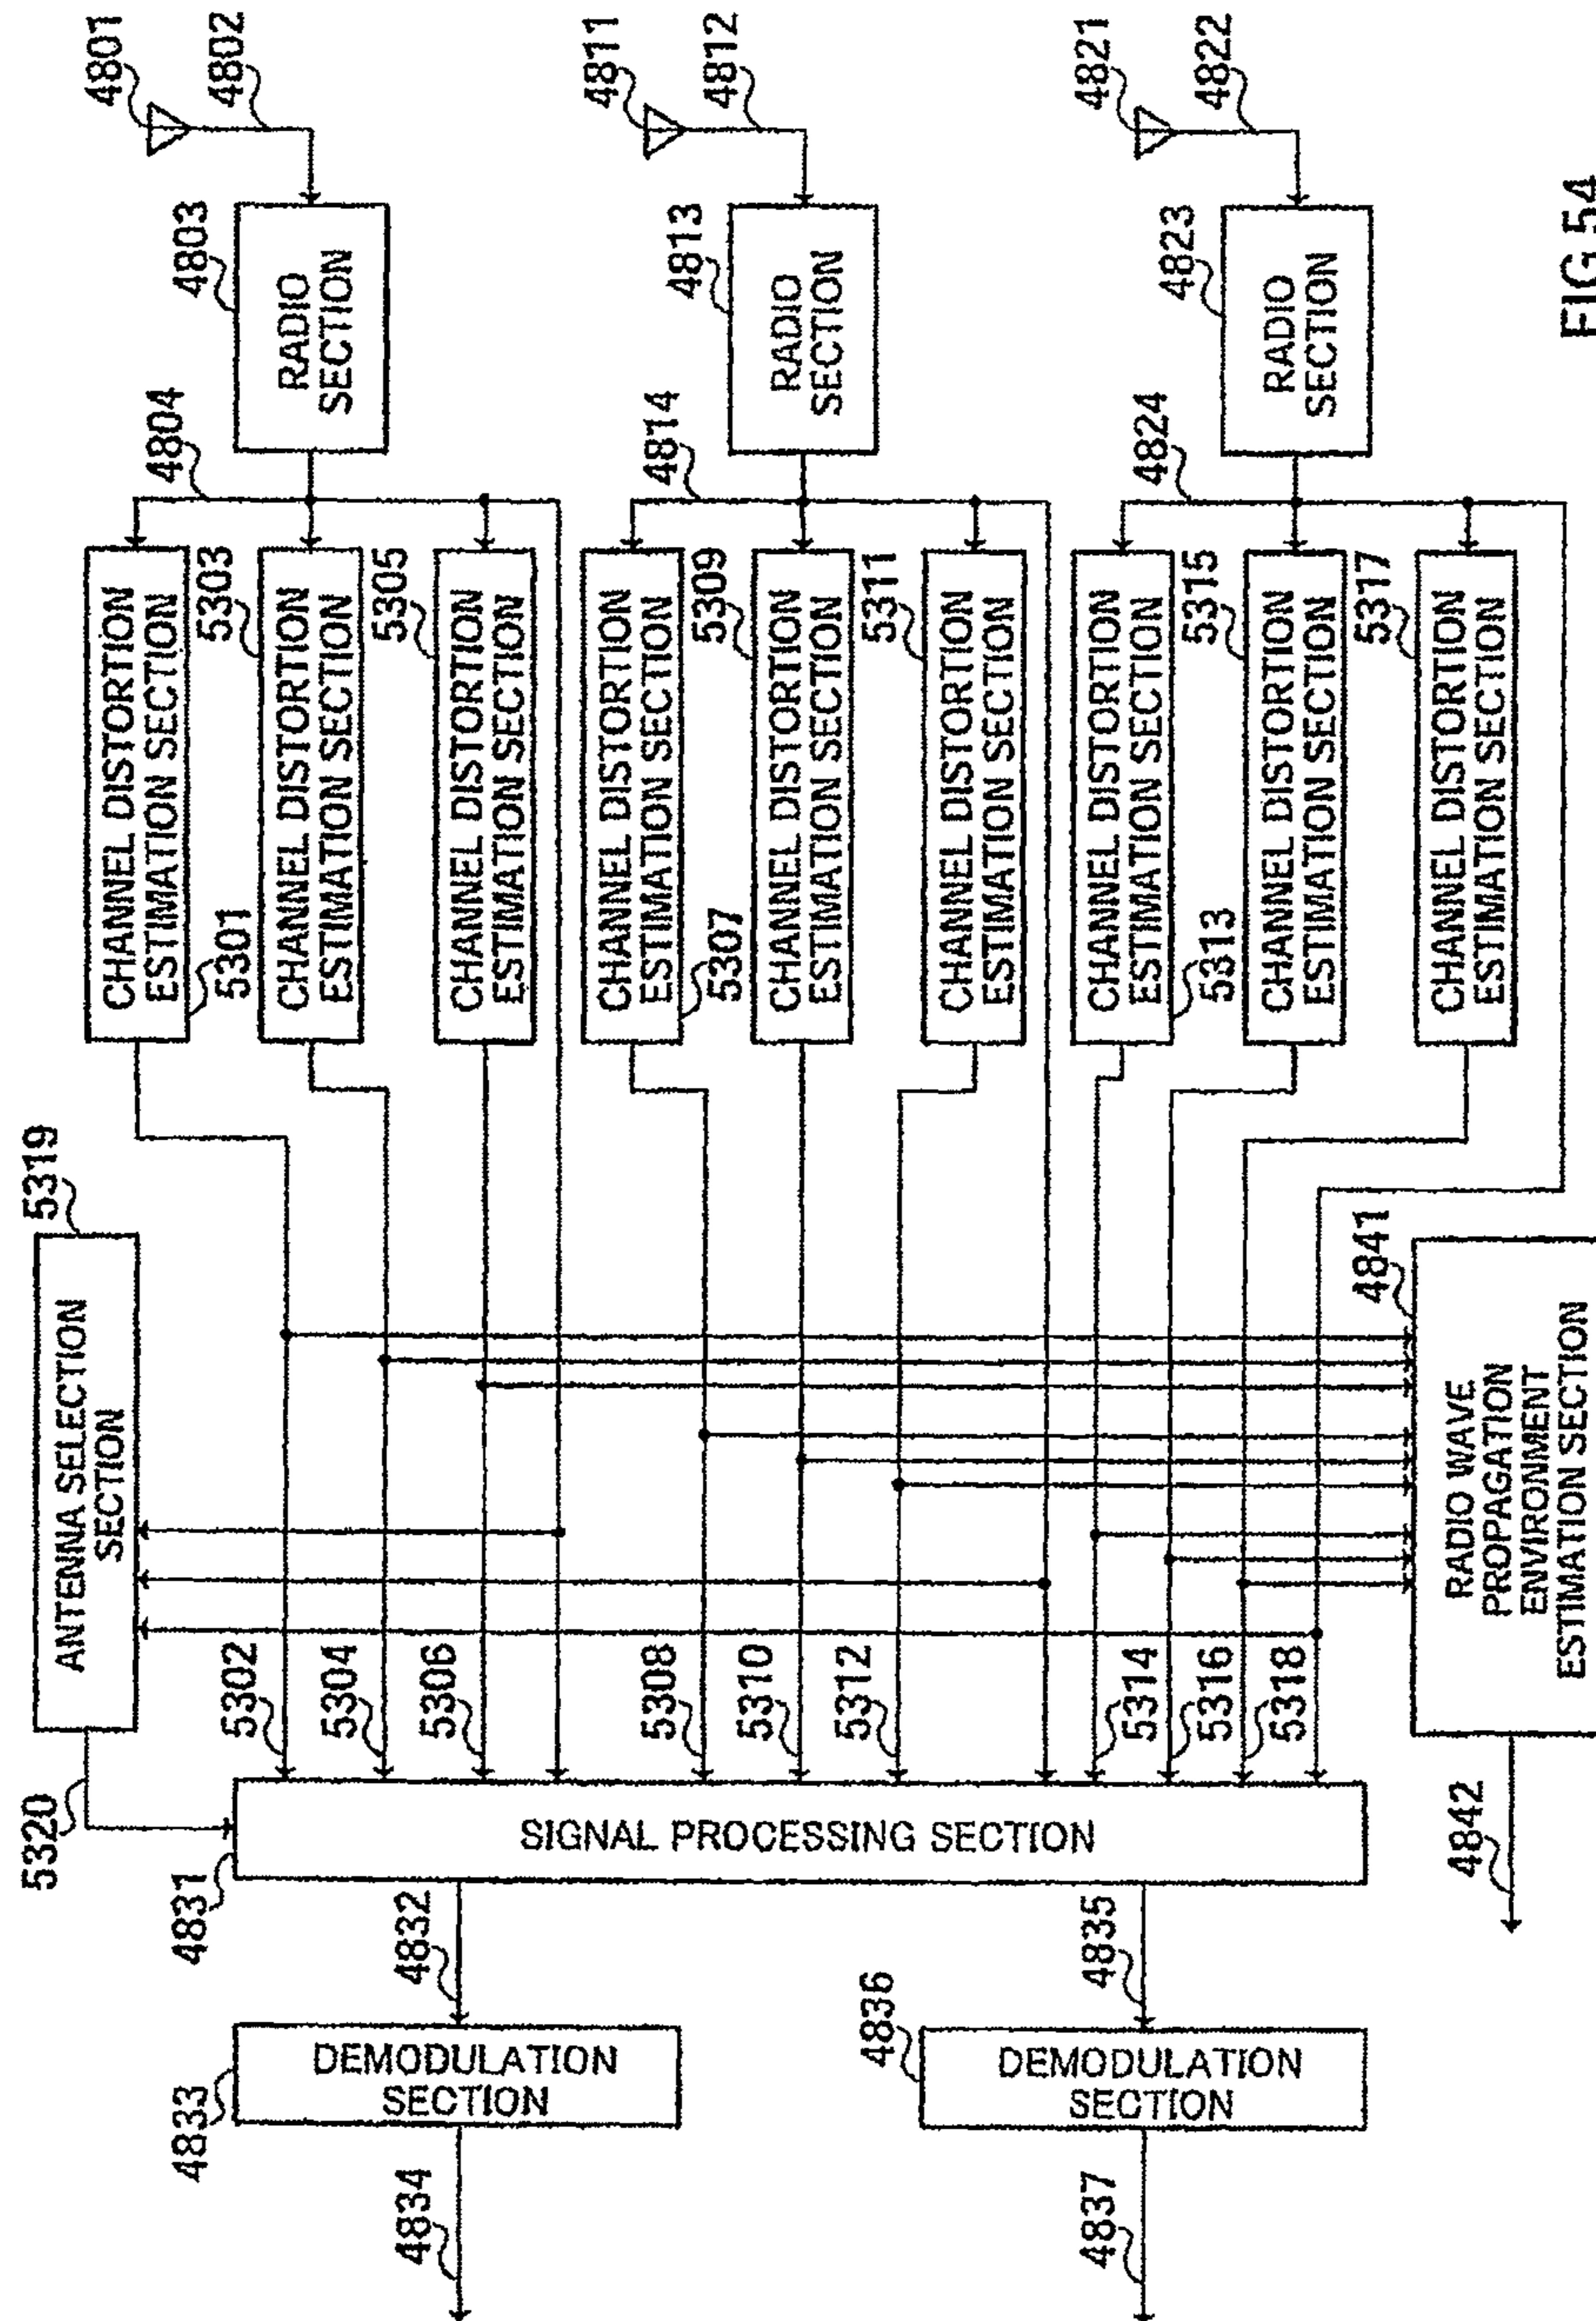 4801
4802
4803
RADIO
SECTION
4804
CHANNEL DISTORTION
ESTIMATION SECTION
5301
5303
CHANNEL DISTORTION
ESTIMATION SECTION
5305
CHANNEL DISTORTION
ESTIMATION SECTION
4811
4812
4813
RADIO
SECTION
4814
CHANNEL DISTORTION
ESTIMATION SECTION
5307
5309
CHANNEL DISTORTION
ESTIMATION SECTION
5311
CHANNEL DISTORTION
ESTIMATION SECTION
4821
4822
4823
RADIO
SECTION
4824
CHANNEL DISTORTION
ESTIMATION SECTION
5313
5315
CHANNEL DISTORTION
ESTIMATION SECTION
5317
CHANNEL DISTORTION
ESTIMATION SECTION
5319
ANTENNA SELECTION
SECTION
5320
5302
5304
5306
5308
5310
5312
5314
5316
5318
4841
RADIO WAVE
PROPAGATION
ENVIRONMENT
ESTIMATION SECTION
4842
4831
SIGNAL PROCESSING SECTION
4832
4833
DEMODULATION
SECTION
4834
4835
4836
DEMODULATION
SECTION
4837
FIG.54